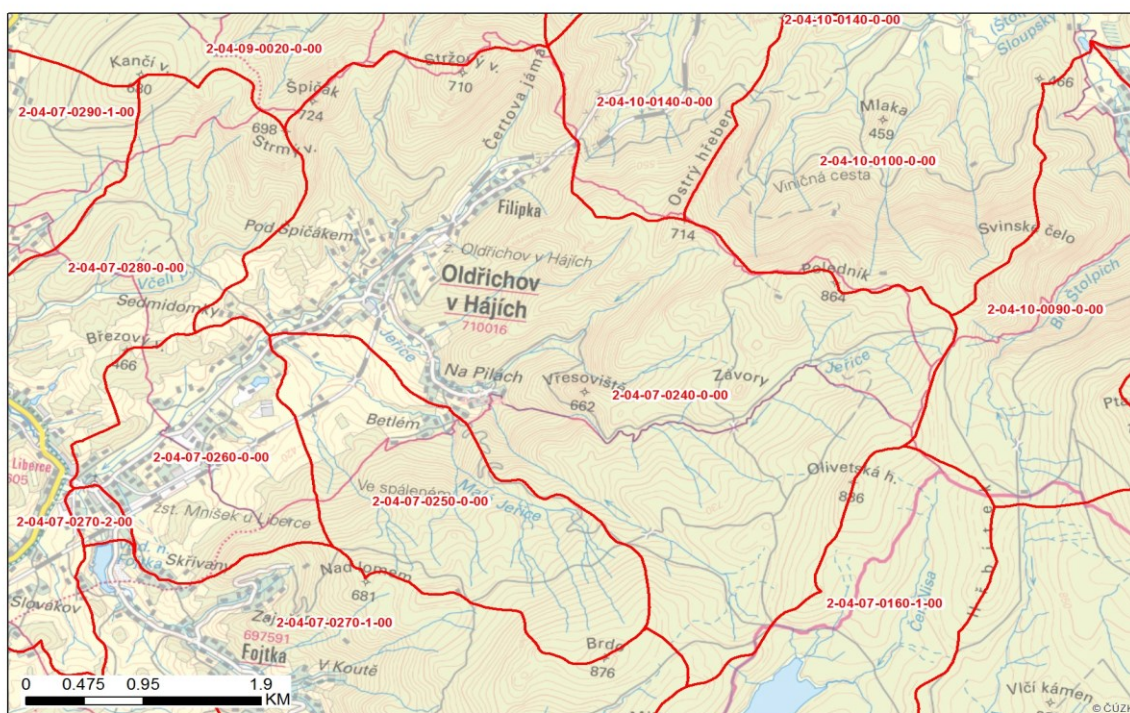 2-04-10-0140-0-00
2-04-09-0020-0-00
Kančí v.
680
Stržový v.
710
Špičák
724
698
Strmý v.
2-04-07-0290-1-00
Čertova jáma
2-04-10-0140-0-00
Ostrý hřeben
Sloupský
466
Mlaka
459
2-04-10-0100-0-00
Viničná cesta
Filipka
714
Svinské čelo
Pod Špičákem
z. Oldřichov v Hájích
Oldřichov
v Hájích
710016
2-04-07-0280-0-00
Včelí p.
Sedmidomky
Poledník
864
2-04-10-0090-0-00
Březový v.
466
Jeřice
Na Pilách
Vřesoviště
662
Závory
Jeřice
2-04-07-0240-0-00
Betlém
Liberce
605
2-04-07-0260-0-00
Ve spáleném
Malá Jeřice
2-04-07-0250-0-00
Olivetská h.
886
žst. Mníšek u Liberce
2-04-07-0270-2-00
Skřivany
Nad lomem
681
Hřbítek
Slovákov
697591
Fojtka
2-04-07-0270-1-00
V Koutě
Brdo
876
2-04-07-0160-1-00
Vlčí kámen
0 0.475 0.95 1.9
KM